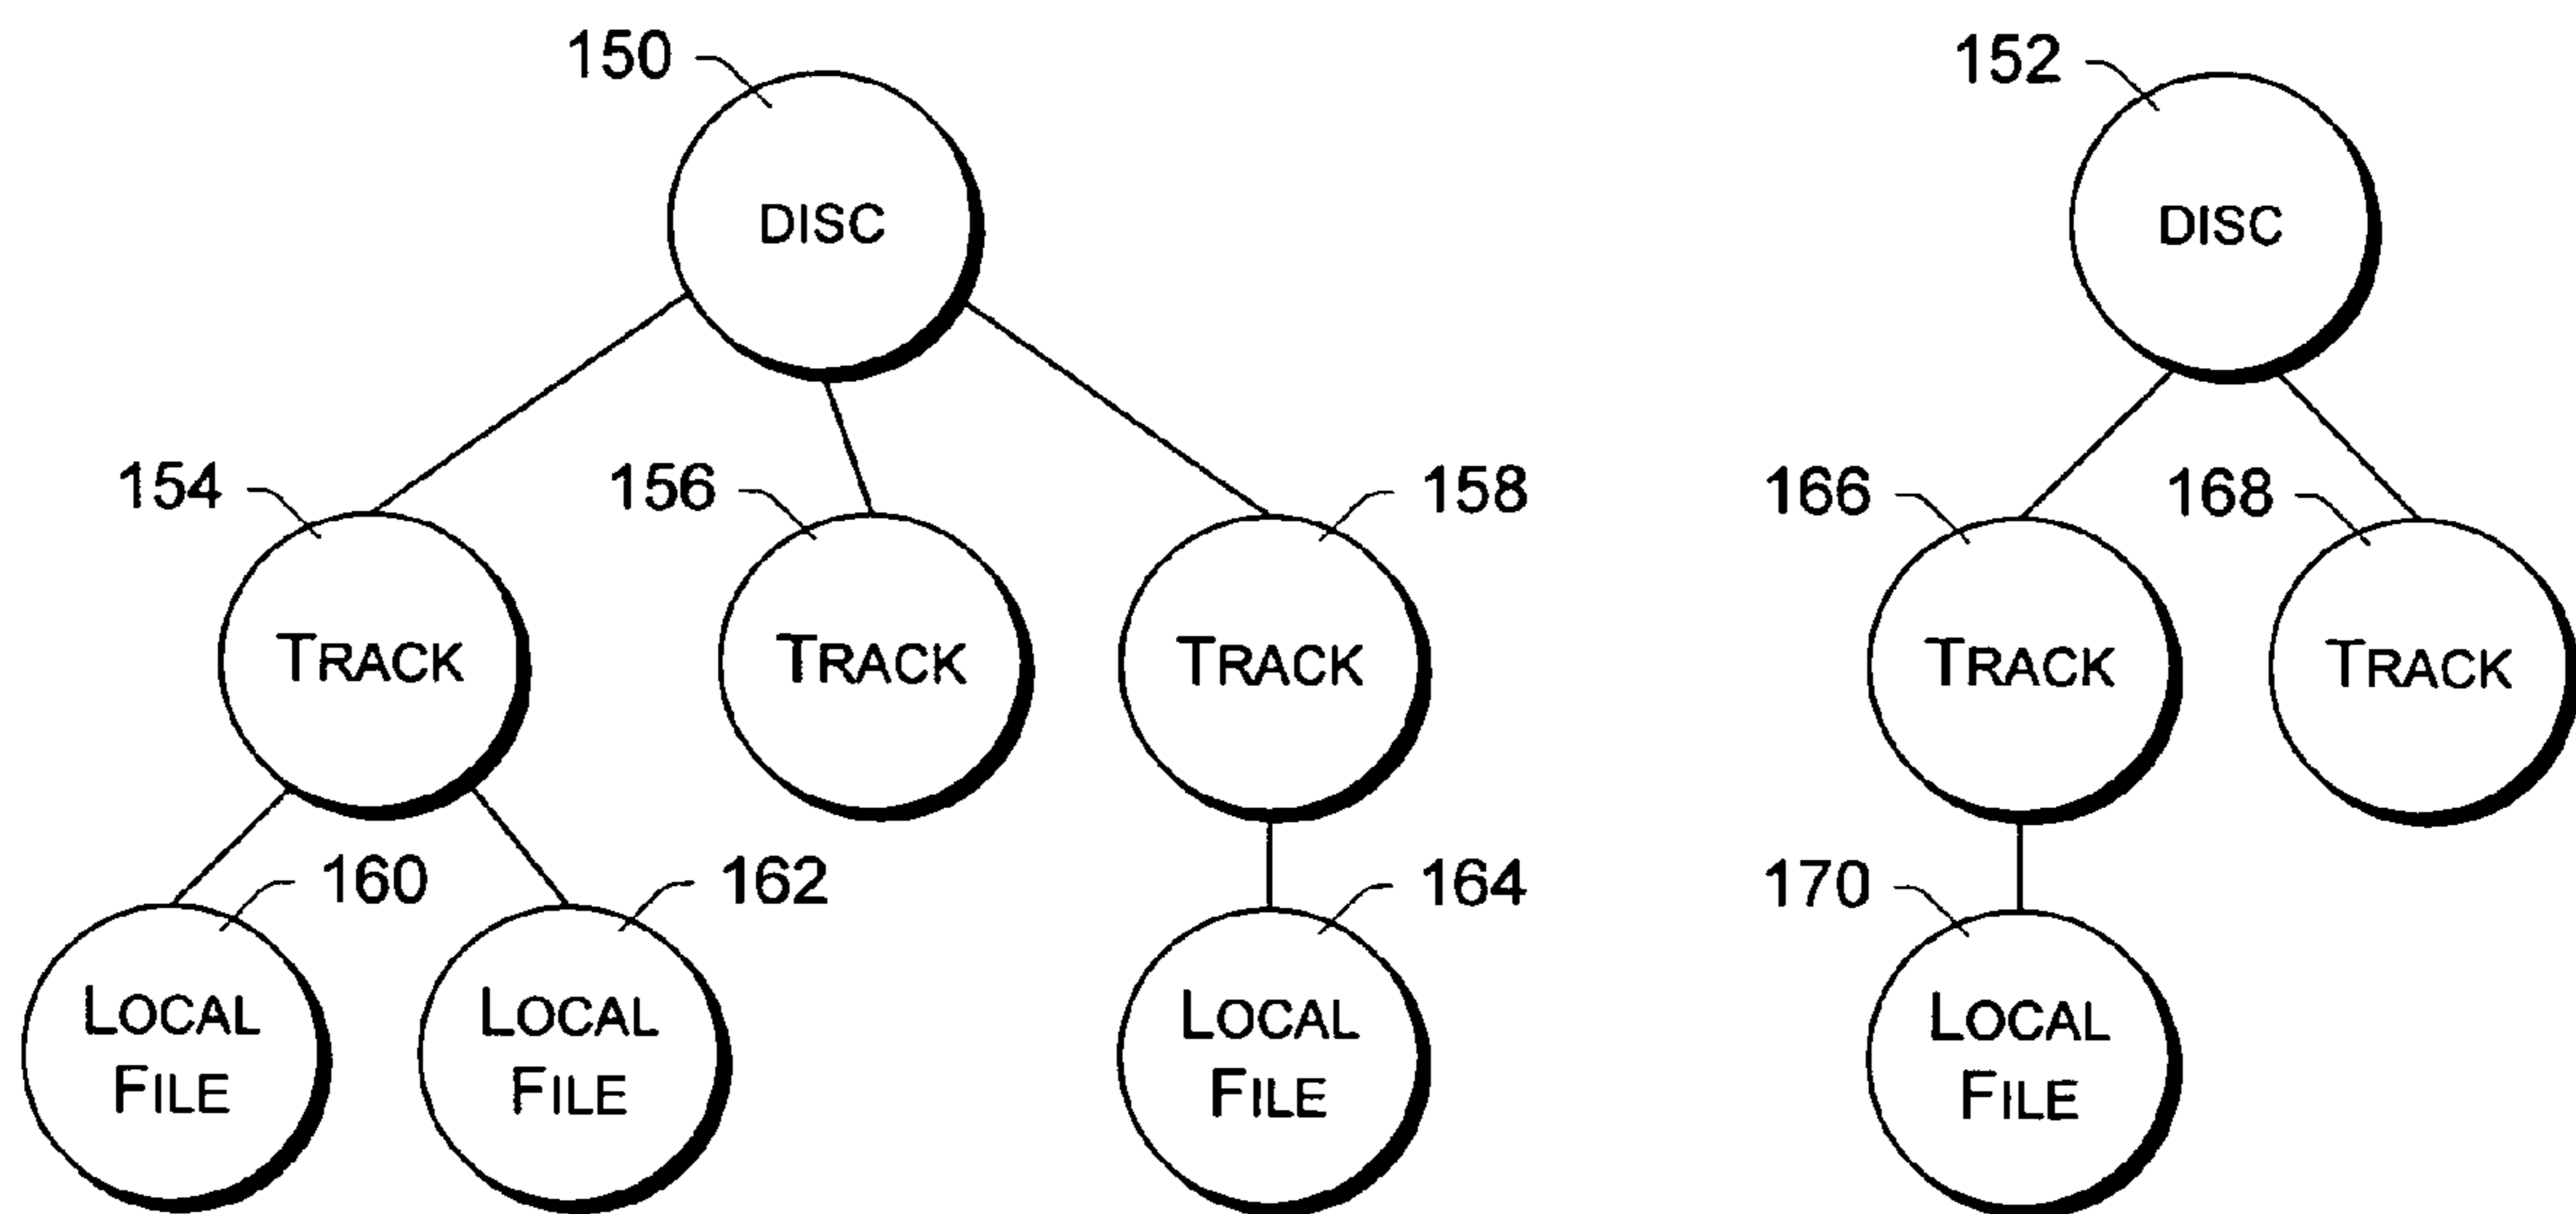 150
152
DISC
DISC
154
156
158
166
168
TRACK
TRACK
TRACK
TRACK
TRACK
160
162
164
170
LOCAL
FILE
LOCAL
FILE
LOCAL
FILE
LOCAL
FILE